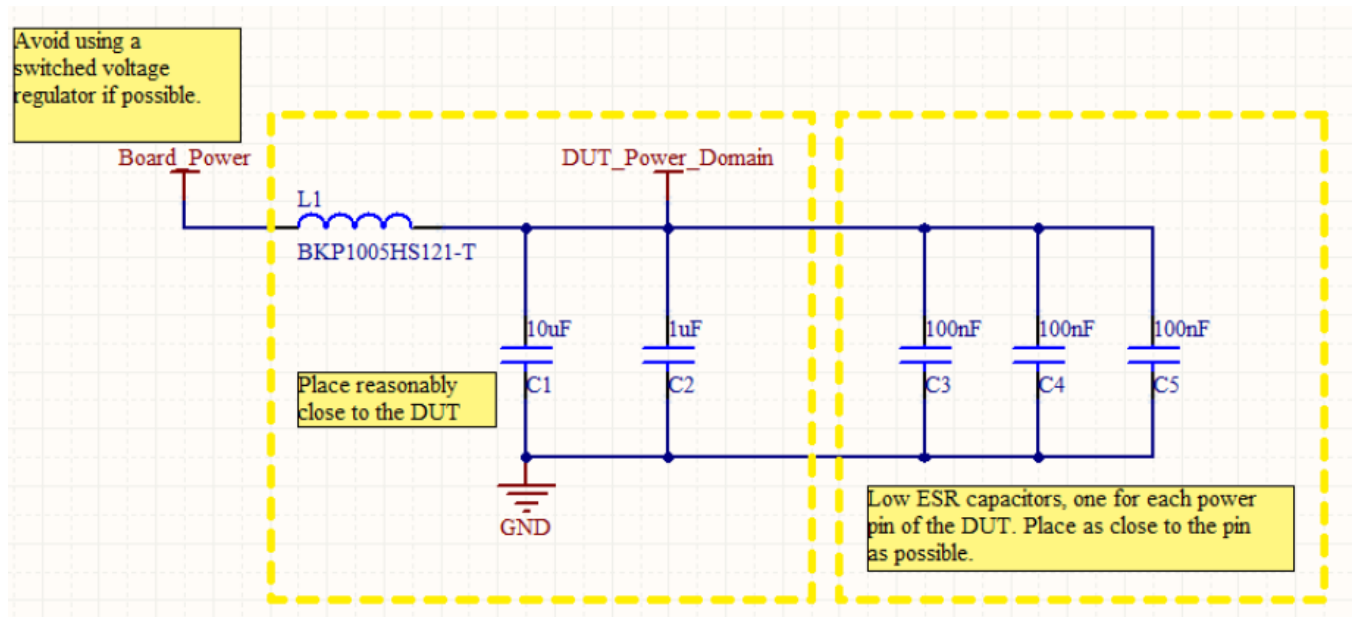 Avoid using a
switched voltage
regulator if possible.
Board_Power
DUT_Power_Domain
L1
BKP1005HS121-T
10uF
1uF
100nF
100nF
100nF
C1
C2
C3
C4
C5
Place reasonably
close to the DUT
GND
Low ESR capacitors, one for each power
pin of the DUT. Place as close to the pin
as possible.